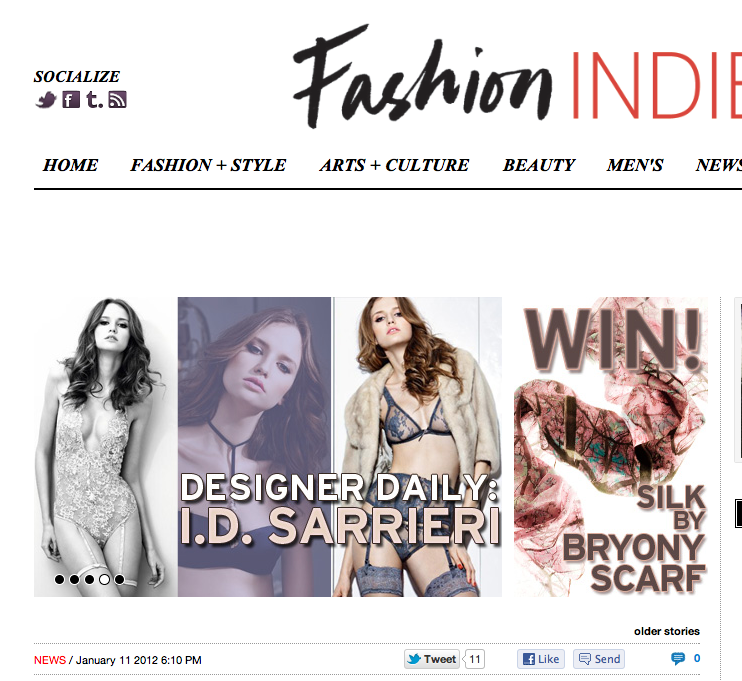 SOCIALIZE
Fashion INDIE
HOME FASHION + STYLE ARTS + CULTURE BEAUTY MEN'S NEWS
DESIGNER DAILY:
I.D. SARRIERI
WIN!
SILK
BY
BRYONY
SCARF
older stories
NEWS / January 11 2012 6:10 PM Tweet 11 Like Send 0